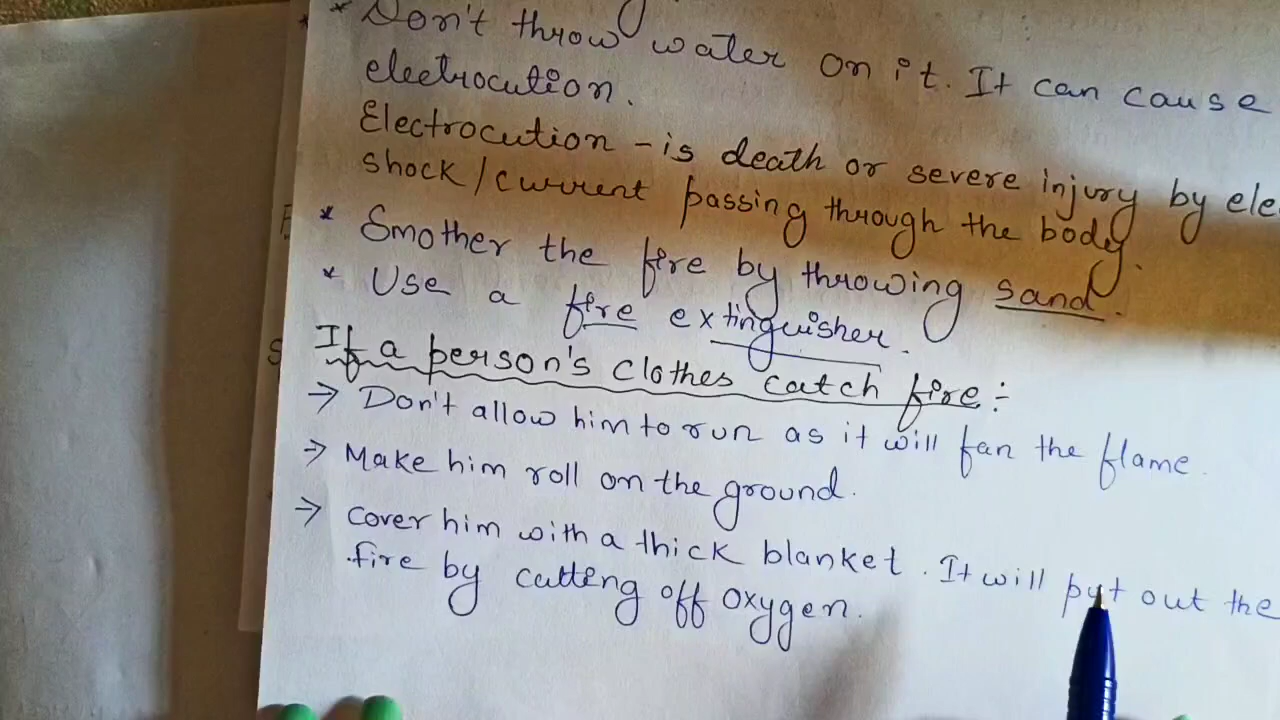 * Don't throw water on it. It can cause
electrocution.
Electrocution - is death or severe injury by ele
shock/current passing through the body.
* Smother the fire by throwing sand.
* Use a fire extinguisher.
If a person's clothes catch fire :-
→ Don't allow him to run as it will fan the flame.
→ Make him roll on the ground.
→ Cover him with a thick blanket. It will put out the
fire by cutting off oxygen.